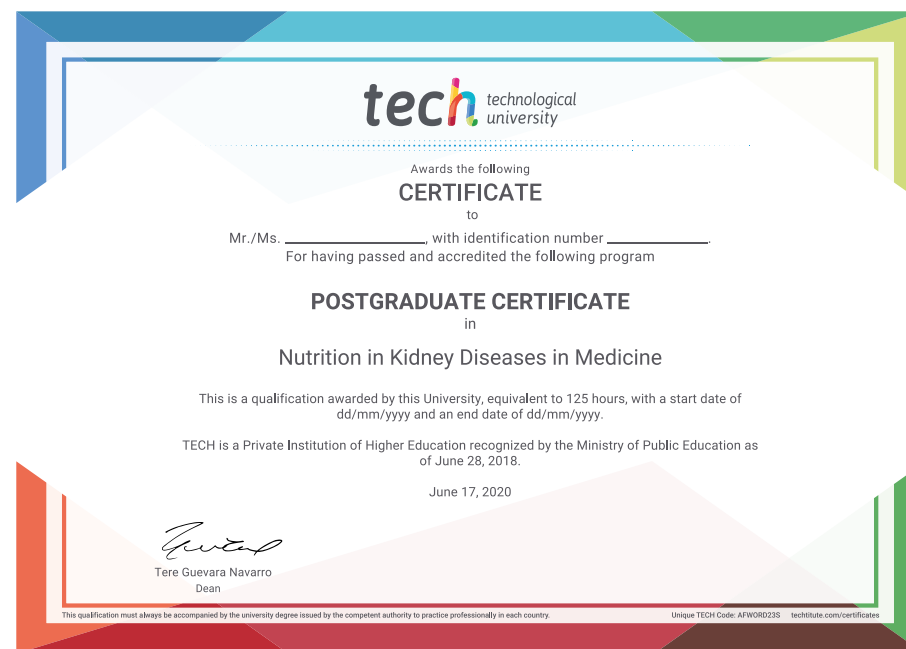 tech technological
university
Awards the following
CERTIFICATE
to
Mr./Ms. ____________________, with identification number ______________.
For having passed and accredited the following program
POSTGRADUATE CERTIFICATE
in
Nutrition in Kidney Diseases in Medicine
This is a qualification awarded by this University, equivalent to 125 hours, with a start date of
dd/mm/yyyy and an end date of dd/mm/yyyy.
TECH is a Private Institution of Higher Education recognized by the Ministry of Public Education as
of June 28, 2018.
June 17, 2020
Tere Guevara Navarro
Dean
This qualification must always be accompanied by the university degree issued by the competent authority to practice professionally in each country.
Unique TECH Code: AFWORD23S techtitute.com/certificates